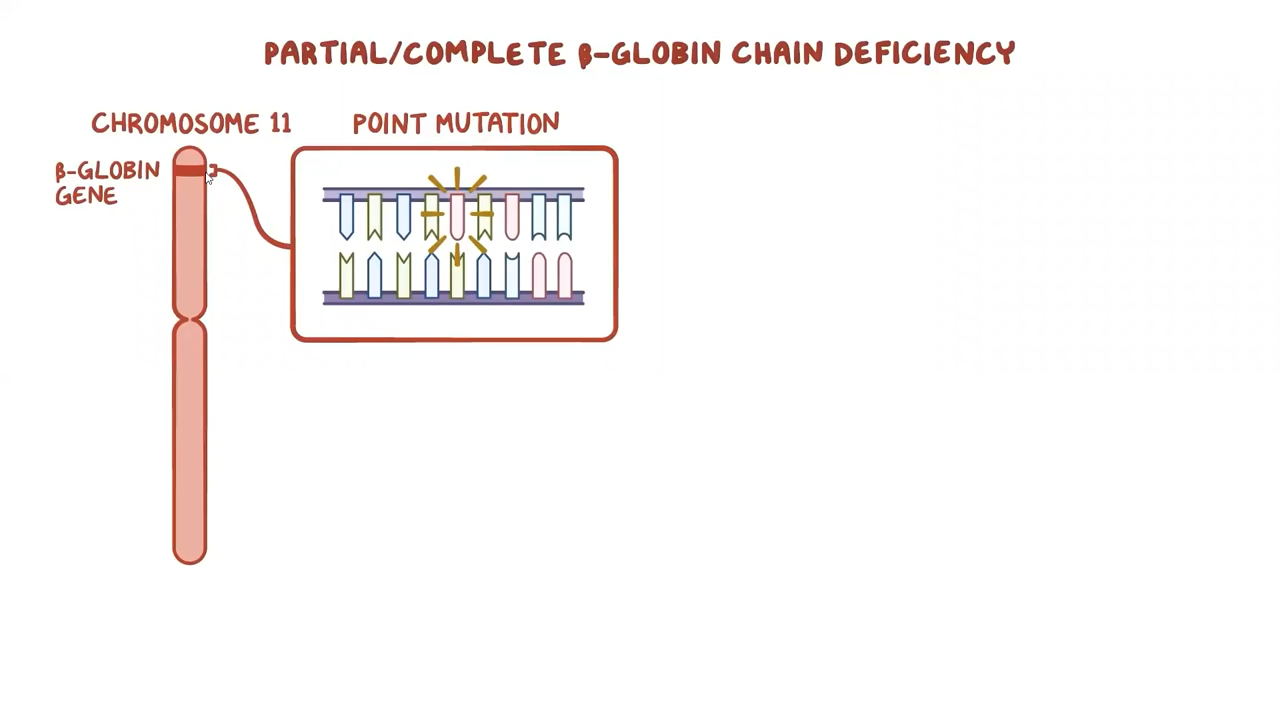 PARTIAL/COMPLETE β-GLOBIN CHAIN DEFICIENCY
CHROMOSOME 11
POINT MUTATION
β-GLOBIN
GENE